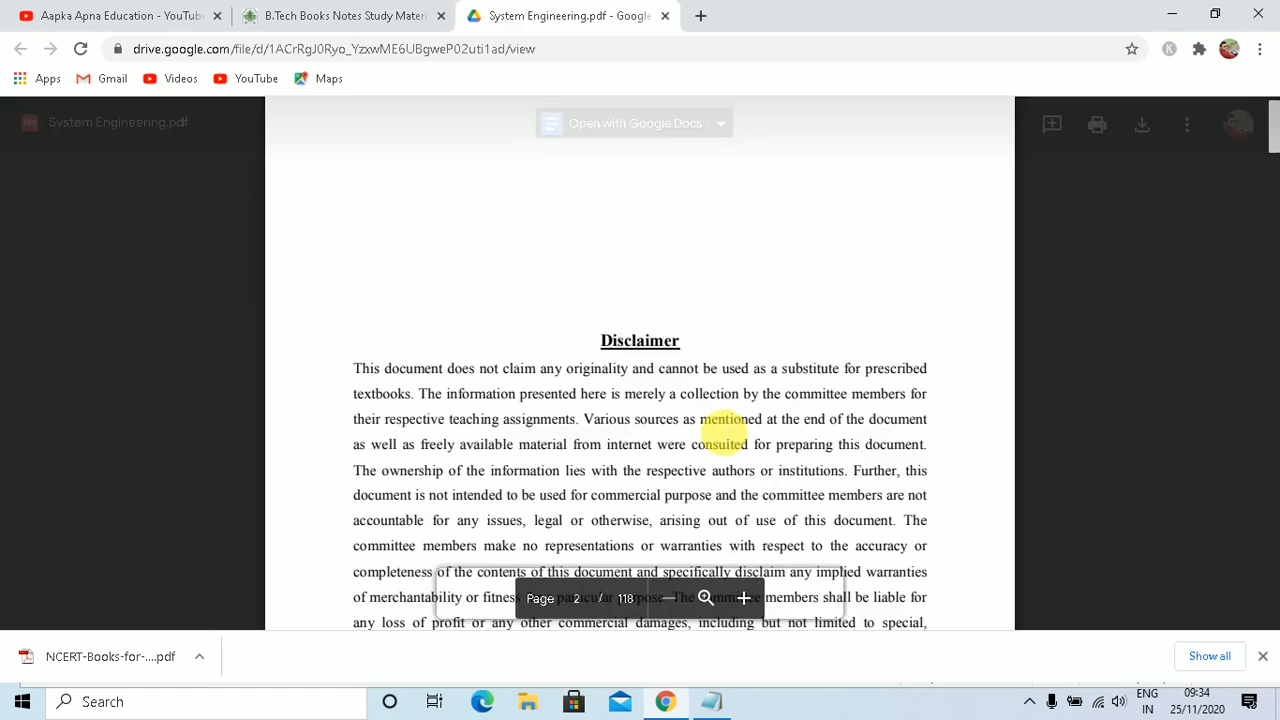 Aapka Apna Education - YouTube
B.Tech Books Notes Study Materi
System Engineering.pdf - Google
drive.google.com/file/d/1ACrRgJ0Ryo_YzxwME6UBgweP02uti1ad/view
K
Apps
Gmail
Videos
YouTube
Maps
System Engineering.pdf
Open with Google Docs
Disclaimer
This document does not claim any originality and cannot be used as a substitute for prescribed
textbooks. The information presented here is merely a collection by the committee members for
their respective teaching assignments. Various sources as mentioned at the end of the document
as well as freely available material from internet were consulted for preparing this document.
The ownership of the information lies with the respective authors or institutions. Further, this
document is not intended to be used for commercial purpose and the committee members are not
accountable for any issues, legal or otherwise, arising out of use of this document. The
committee members make no representations or warranties with respect to the accuracy or
completeness of the contents of this document and specifically disclaim any implied warranties
of merchantability or fitness purpose. The members shall be liable for
Page 2 / 118
any loss of profit or any other commercial damages, including but not limited to special,
NCERT-Books-for-....pdf
Show all
Search
ENG
IN
09:34
25/11/2020